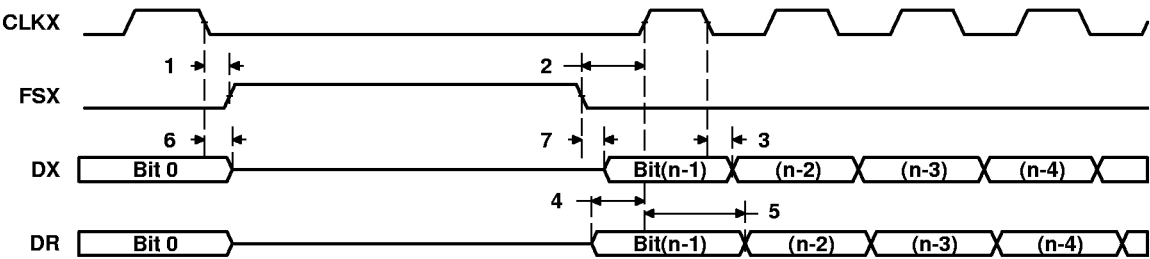 CLKX
1 2
FSX
6 7 3
DX Bit 0 Bit(n-1) (n-2) (n-3) (n-4)
4 5
DR Bit 0 Bit(n-1) (n-2) (n-3) (n-4)